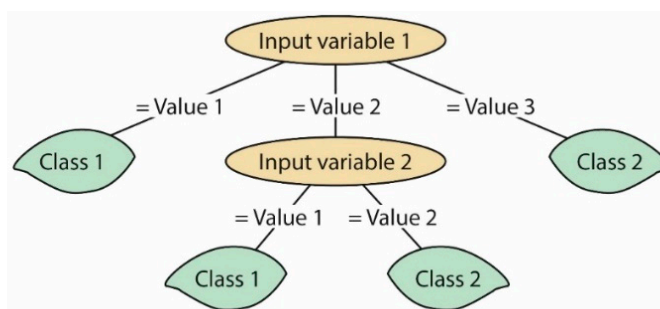 Input variable 1
= Value 1
= Value 2
= Value 3
Class 1
Input variable 2
Class 2
= Value 1
= Value 2
Class 1
Class 2